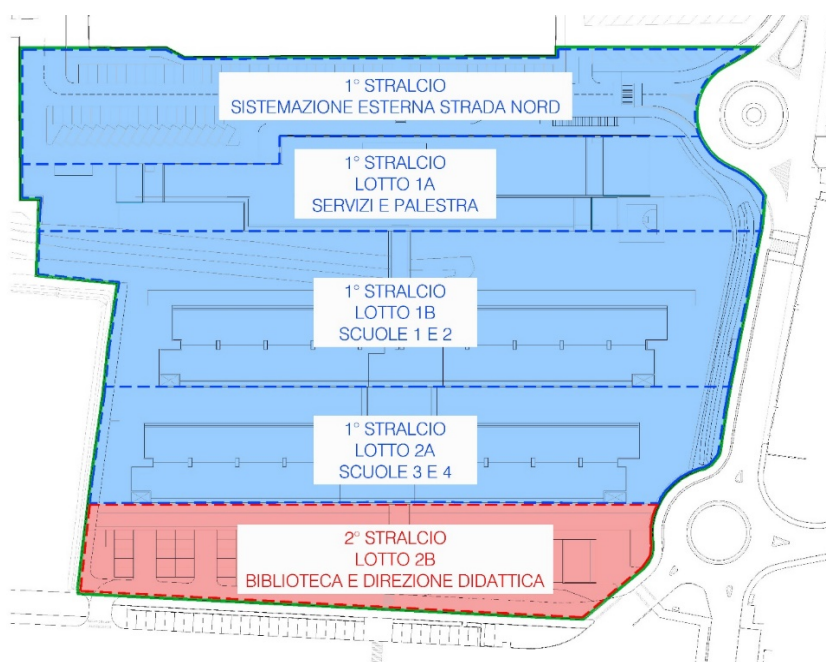 1° STRALCIO
SISTEMAZIONE ESTERNA STRADA NORD
1° STRALCIO
LOTTO 1A
SERVIZI E PALESTRA
1° STRALCIO
LOTTO 1B
SCUOLE 1 E 2
1° STRALCIO
LOTTO 2A
SCUOLE 3 E 4
2° STRALCIO
LOTTO 2B
BIBLIOTECA E DIREZIONE DIDATTICA